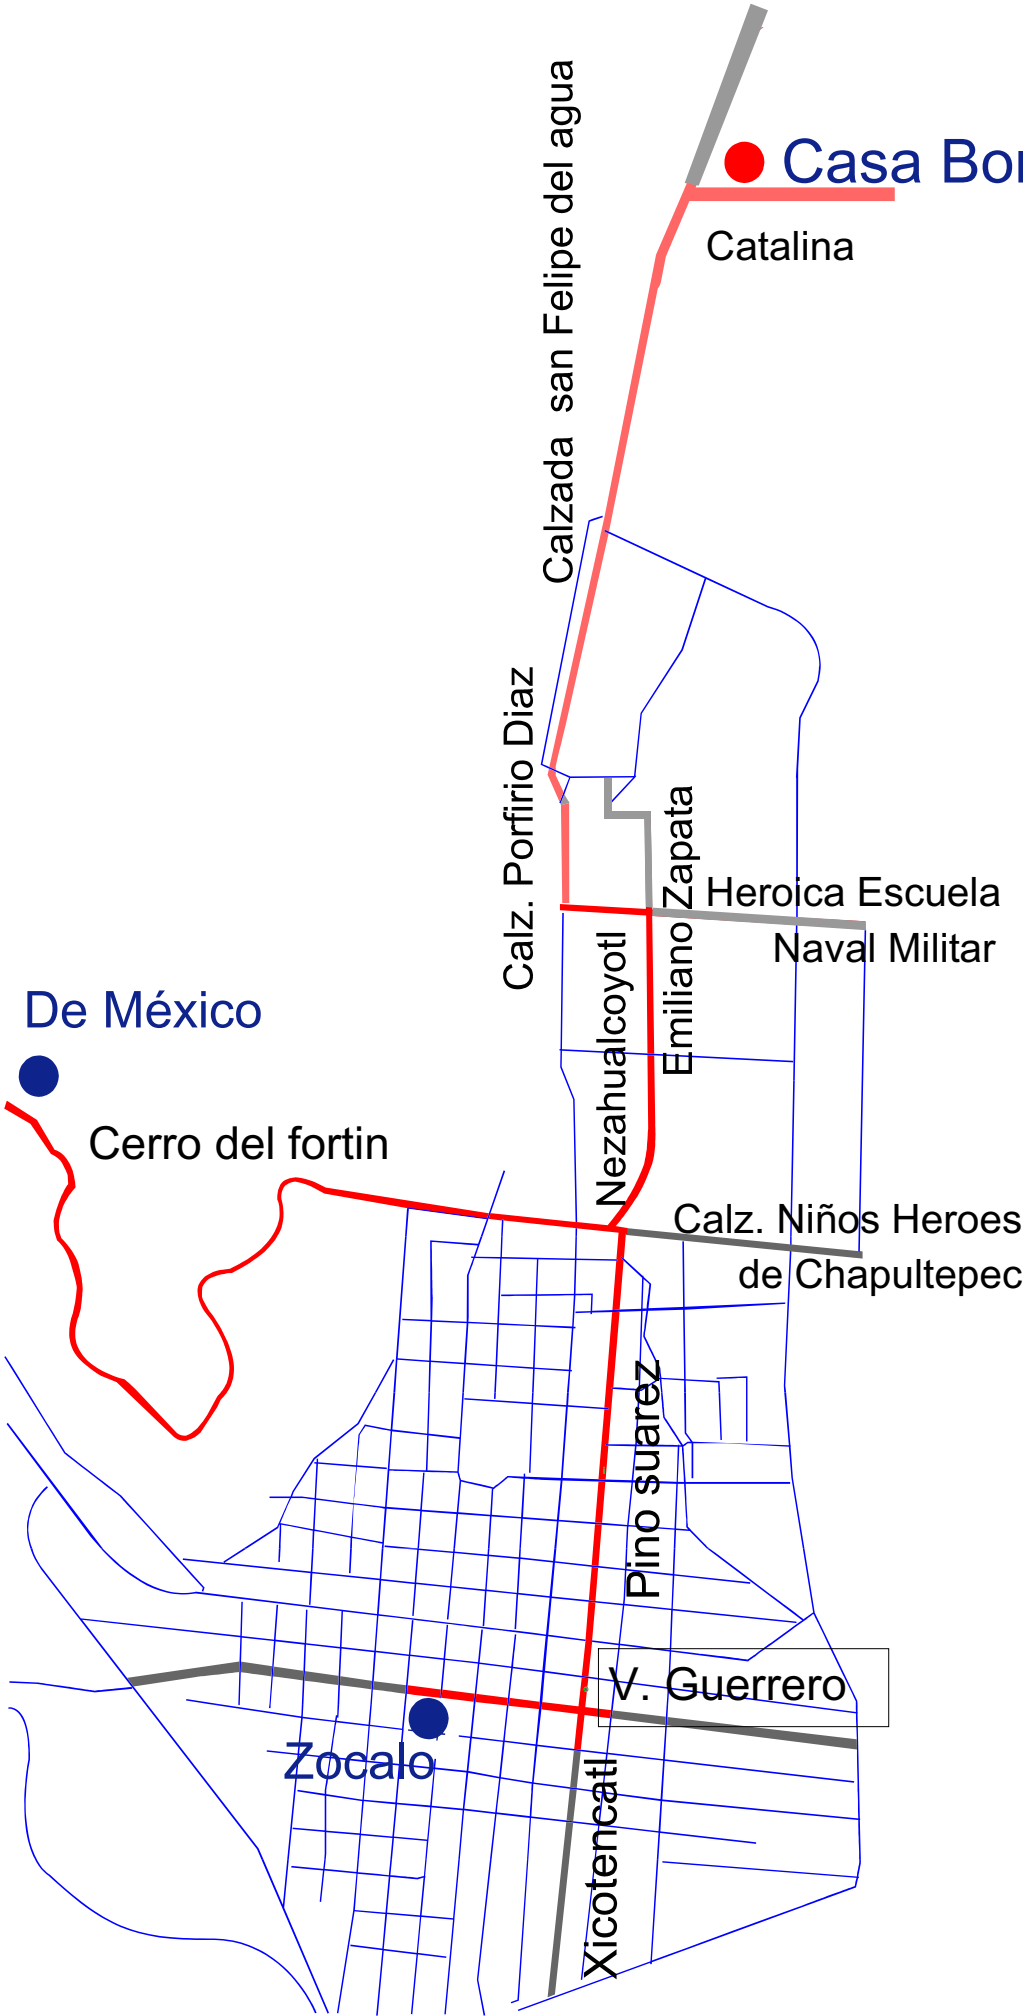 Calzada san Felipe del agua
Casa Bon
Catalina
Calz. Porfirio Diaz
Emiliano Zapata
Heroica Escuela
Naval Militar
Nezahualcoyotl
De México
Cerro del fortin
Calz. Niños Heroes
de Chapultepec
Pino suarez
V. Guerrero
Zocalo
Xicotencatl